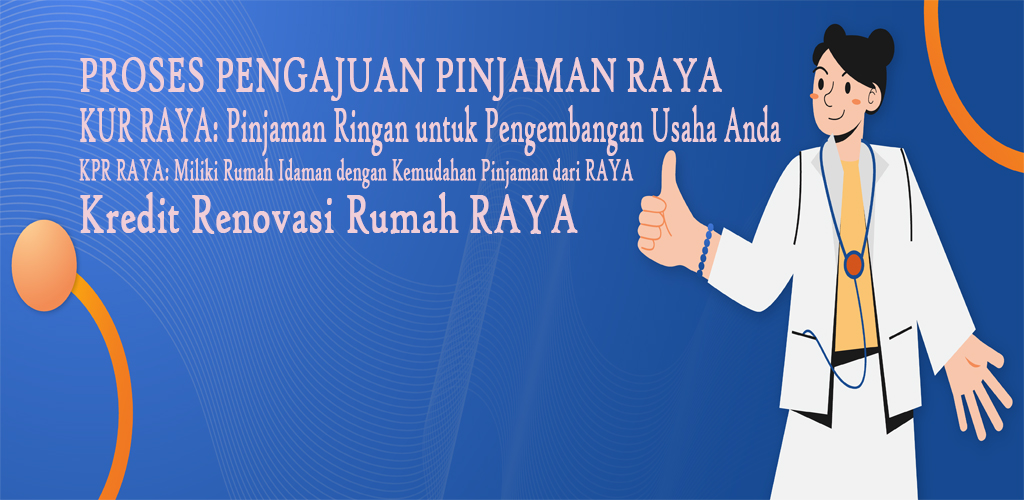 PROSES PENGAJUAN PINJAMAN RAYA
KUR RAYA: Pinjaman Ringan untuk Pengembangan Usaha Anda
KPR RAYA: Miliki Rumah Idaman dengan Kemudahan Pinjaman dari RAYA
Kredit Renovasi Rumah RAYA